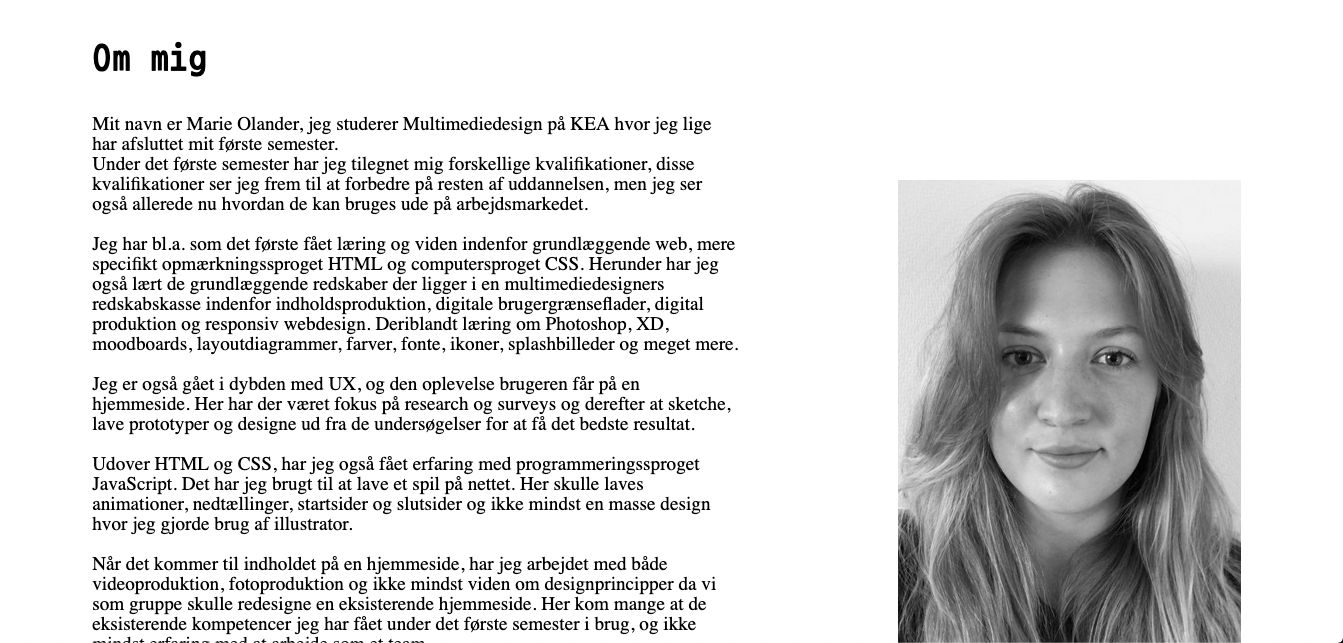 Om mig
Mit navn er Marie Olander, jeg studerer Multimediedesign på KEA hvor jeg lige
har afsluttet mit første semester.
Under det første semester har jeg tilegnet mig forskellige kvalifikationer, disse
kvalifikationer ser jeg frem til at forbedre på resten af uddannelsen, men jeg ser
også allerede nu hvordan de kan bruges ude på arbejdsmarkedet.
Jeg har bl.a. som det første fået læring og viden indenfor grundlæggende web, mere
specifikt opmærkningssproget HTML og computersproget CSS. Herunder har jeg
også lært de grundlæggende redskaber der ligger i en multimediedesigners
redskabskasse indenfor indholdsproduktion, digitale brugergrænseflader, digital
produktion og responsiv webdesign. Deriblandt læring om Photoshop, XD,
moodboards, layoutdiagrammer, farver, fonte, ikoner, splashbilleder og meget mere.
Jeg er også gået i dybden med UX, og den oplevelse brugeren får på en
hjemmeside. Her har der været fokus på research og surveys og derefter at sketche,
lave prototyper og designe ud fra de undersøgelser for at få det bedste resultat.
Udover HTML og CSS, har jeg også fået erfaring med programmeringssproget
JavaScript. Det har jeg brugt til at lave et spil på nettet. Her skulle laves
animationer, nedtællinger, startsider og slutsider og ikke mindst en masse design
hvor jeg gjorde brug af illustrator.
Når det kommer til indholdet på en hjemmeside, har jeg arbejdet med både
videoproduktion, fotoproduktion og ikke mindst viden om designprincipper da vi
som gruppe skulle redesigne en eksisterende hjemmeside. Her kom mange at de
eksisterende kompetencer jeg har fået under det første semester i brug, og ikke
mindst erfaring med at arbejde som et team.